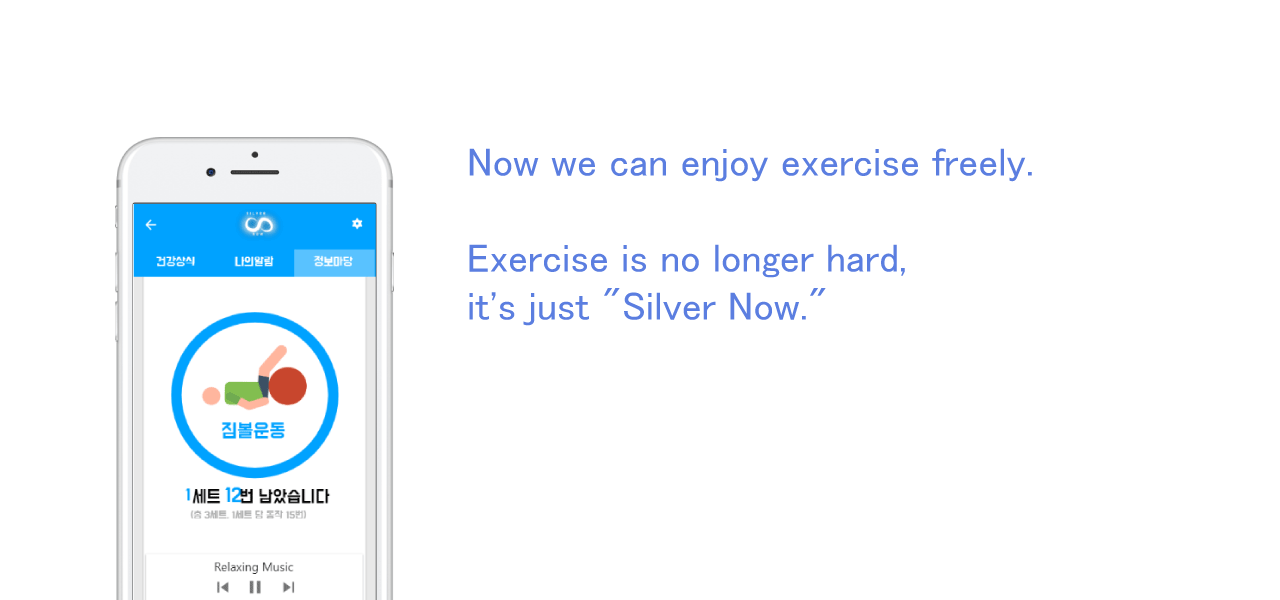 Now we can enjoy exercise freely.
Exercise is no longer hard,
it's just "Silver Now."
SILVER
NOW
건강상식 나의알람 정보마당
짐볼운동
1세트 12번 남았습니다
(총 3세트, 1세트 당 동작 15번)
Relaxing Music